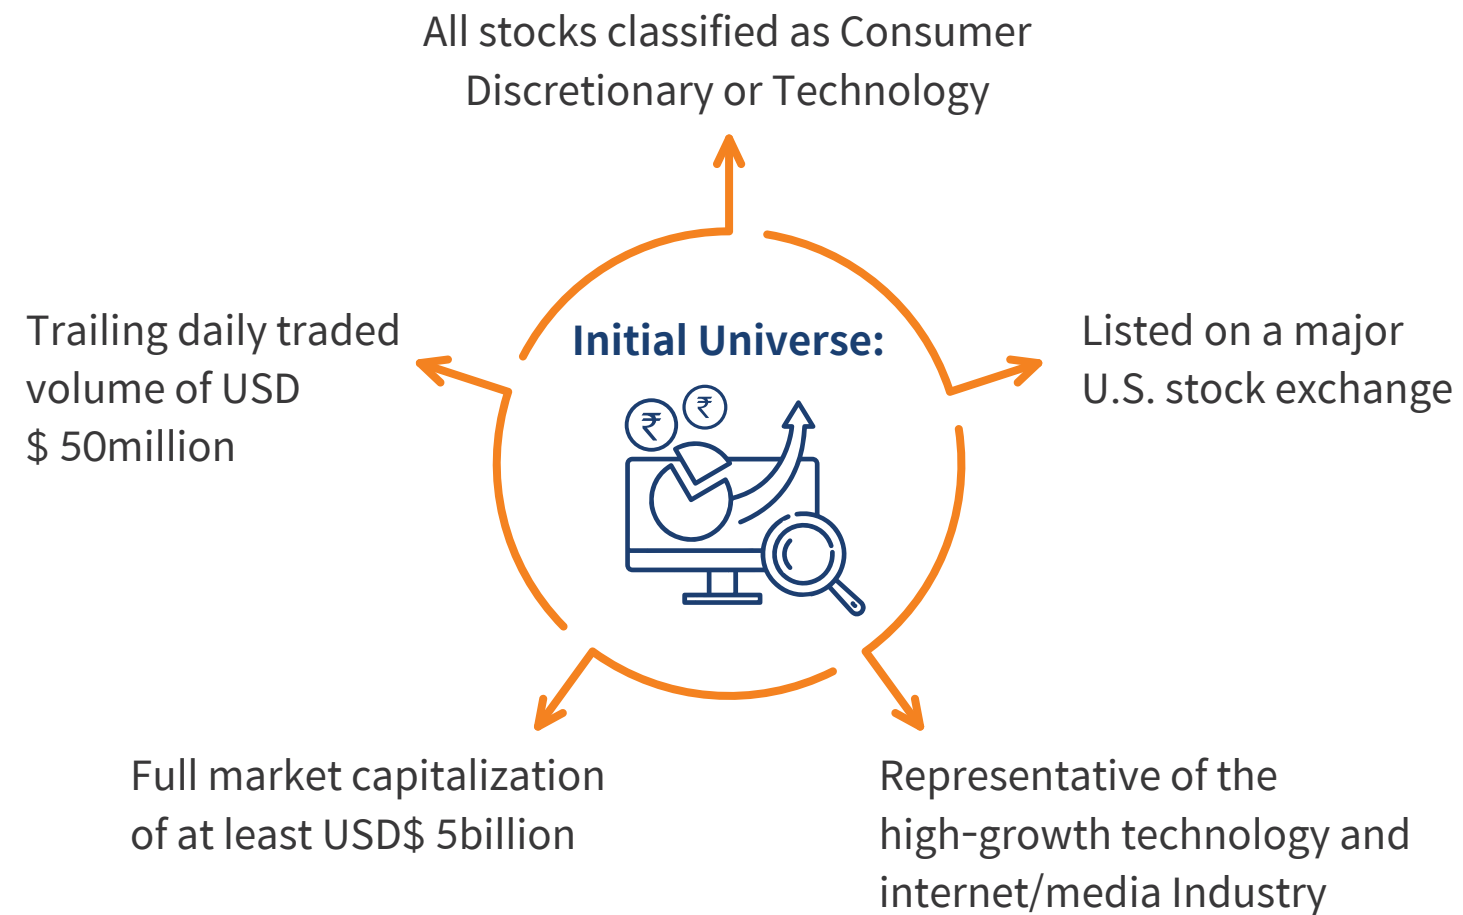 All stocks classified as Consumer
Discretionary or Technology
Trailing daily traded
volume of USD
$ 50million
Initial Universe:
₹
₹
Listed on a major
U.S. stock exchange
Full market capitalization
of at least USD$ 5billion
Representative of the
high-growth technology and
internet/media Industry